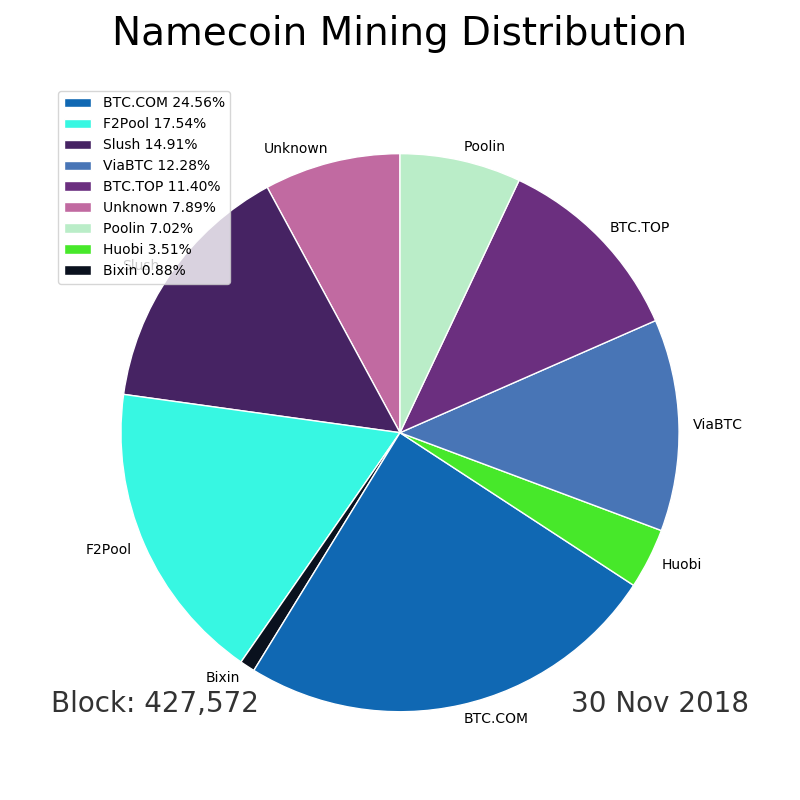 Namecoin Mining Distribution
BTC.COM 24.56%
F2Pool 17.54%
Slush 14.91%
ViaBTC 12.28%
BTC.TOP 11.40%
Unknown 7.89%
Poolin 7.02%
Huobi 3.51%
Bixin 0.88%
Unknown
Poolin
BTC.TOP
Slush
ViaBTC
F2Pool
Huobi
Bixin
BTC.COM
Block: 427,572
30 Nov 2018